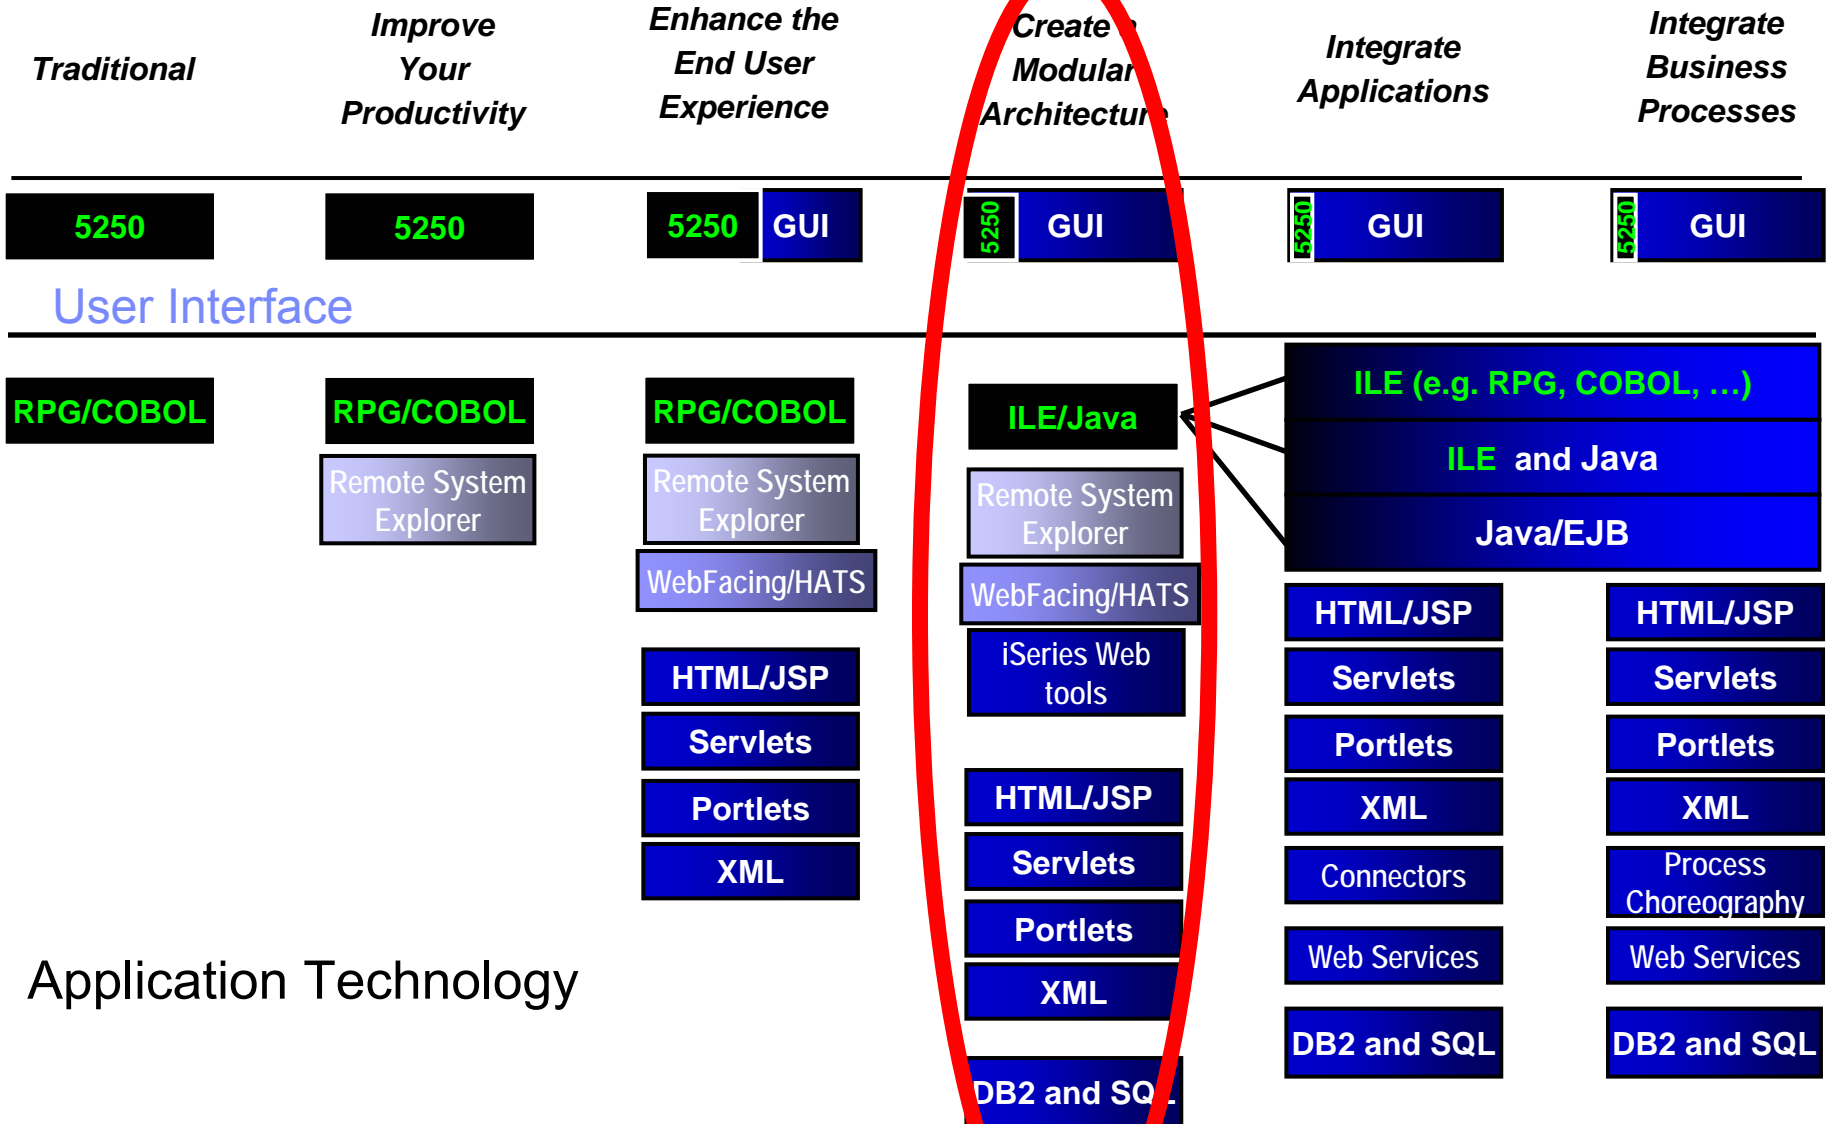 Traditional
Improve
Your
Productivity
Enhance the
End User
Experience
Create a
Modular
Architecture
Integrate
Applications
Integrate
Business
Processes
5250
5250
5250 GUI
5250 GUI
5250 GUI
5250 GUI
User Interface
RPG/COBOL
RPG/COBOL
Remote System
Explorer
RPG/COBOL
Remote System
Explorer
WebFacing/HATS
HTML/JSP
Servlets
Portlets
XML
ILE/Java
Remote System
Explorer
WebFacing/HATS
iSeries Web
tools
HTML/JSP
Servlets
Portlets
XML
DB2 and SQL
ILE (e.g. RPG, COBOL, …)
ILE and Java
Java/EJB
HTML/JSP
Servlets
Portlets
XML
Connectors
Web Services
DB2 and SQL
HTML/JSP
Servlets
Portlets
XML
Process
Choreography
Web Services
DB2 and SQL
Application Technology